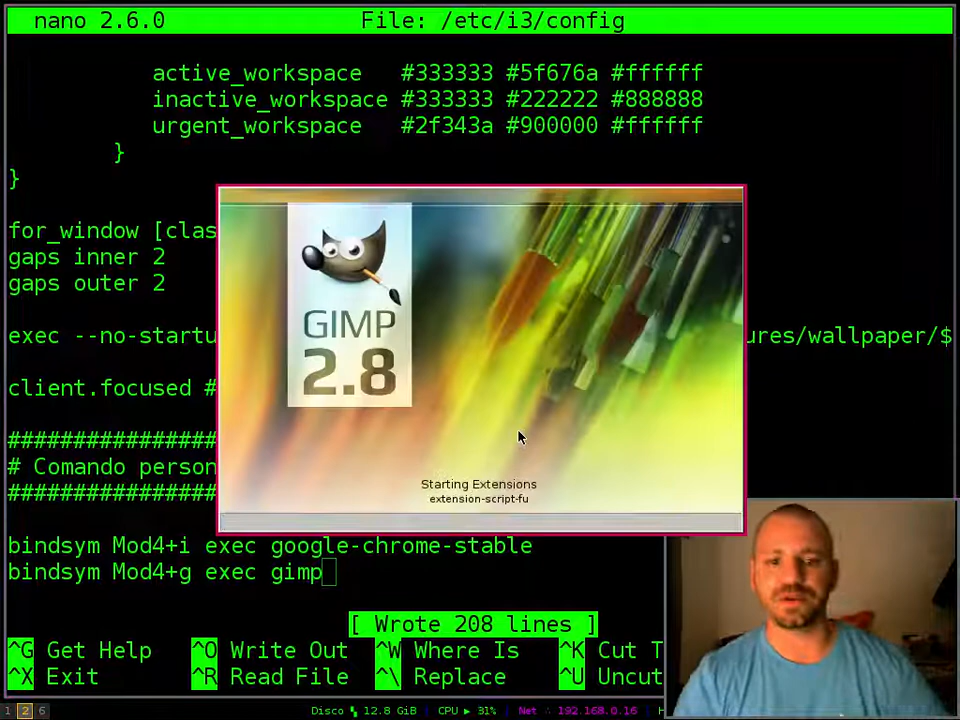 nano 2.6.0 File: /etc/i3/config
active_workspace #333333 #5f676a #ffffff
inactive_workspace #333333 #222222 #888888
urgent_workspace #2f343a #900000 #ffffff
}
}
for_window [clas
gaps inner 2
gaps outer 2
exec --no-startu ures/wallpaper/$
client.focused #
################
# Comando person
################
GIMP
2.8
Starting Extensions
extension-script-fu
bindsym Mod4+i exec google-chrome-stable
bindsym Mod4+g exec gimp
[ Wrote 208 lines ]
^G Get Help ^O Write Out ^W Where Is ^K Cut T
^X Exit ^R Read File ^\ Replace ^U Uncut
1 2 6 Disco 12.8 GiB CPU 31% Net 192.168.0.16